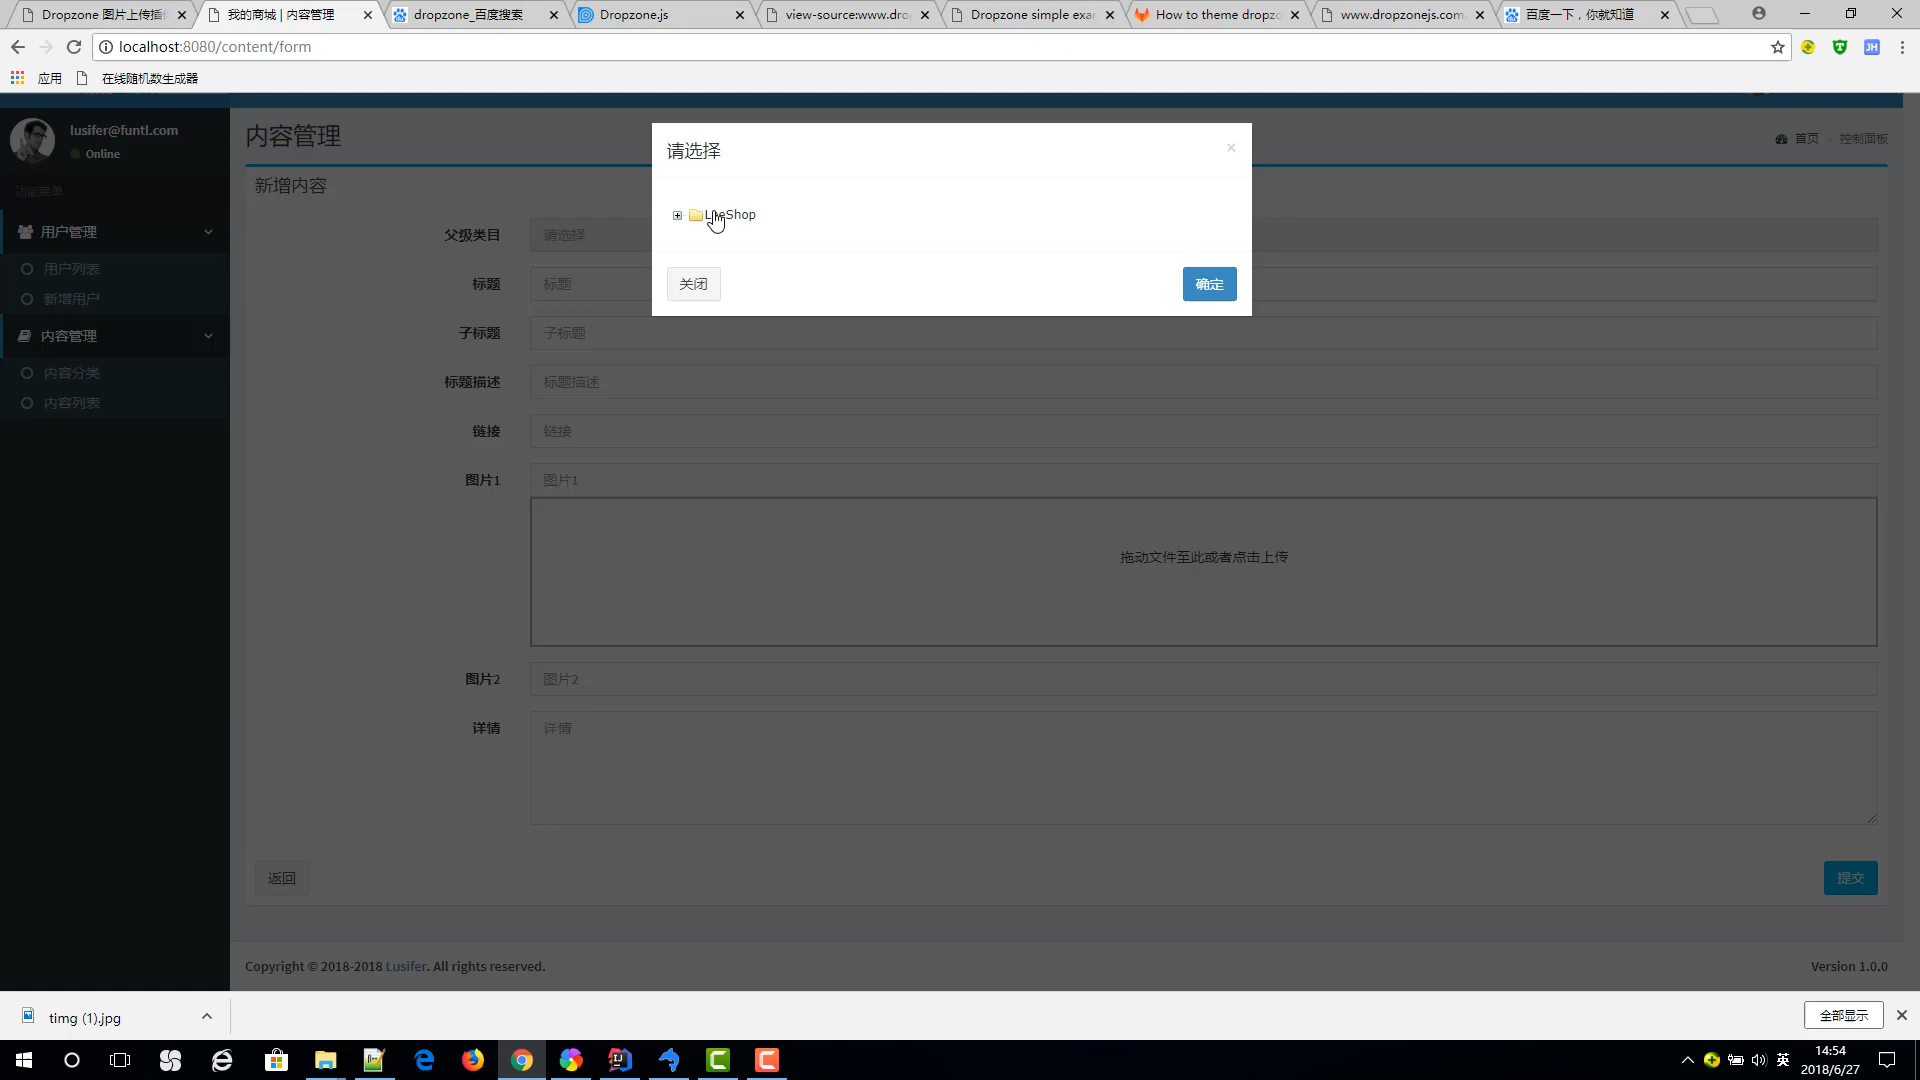 Dropzone 图片上传插
我的商城 | 内容管理
dropzone_百度搜索
Dropzone.js
view-source:www.dro
Dropzone simple exa
How to theme dropz
www.dropzonejs.com
百度一下，你就知道
localhost:8080/content/form
应用
在线随机数生成器
lusifer@funtl.com
Online
功能菜单
用户管理
用户列表
新增用户
内容管理
内容分类
内容列表
内容管理
首页
控制面板
新增内容
请选择
×
Shop
关闭
确定
父级类目
请选择
标题
标题
子标题
子标题
标题描述
标题描述
链接
链接
图片1
图片1
拖动文件至此或者点击上传
图片2
图片2
详情
详情
返回
提交
Copyright © 2018-2018 Lusifer. All rights reserved.
Version 1.0.0
timg (1).jpg
全部显示
英
14:54
2018/6/27